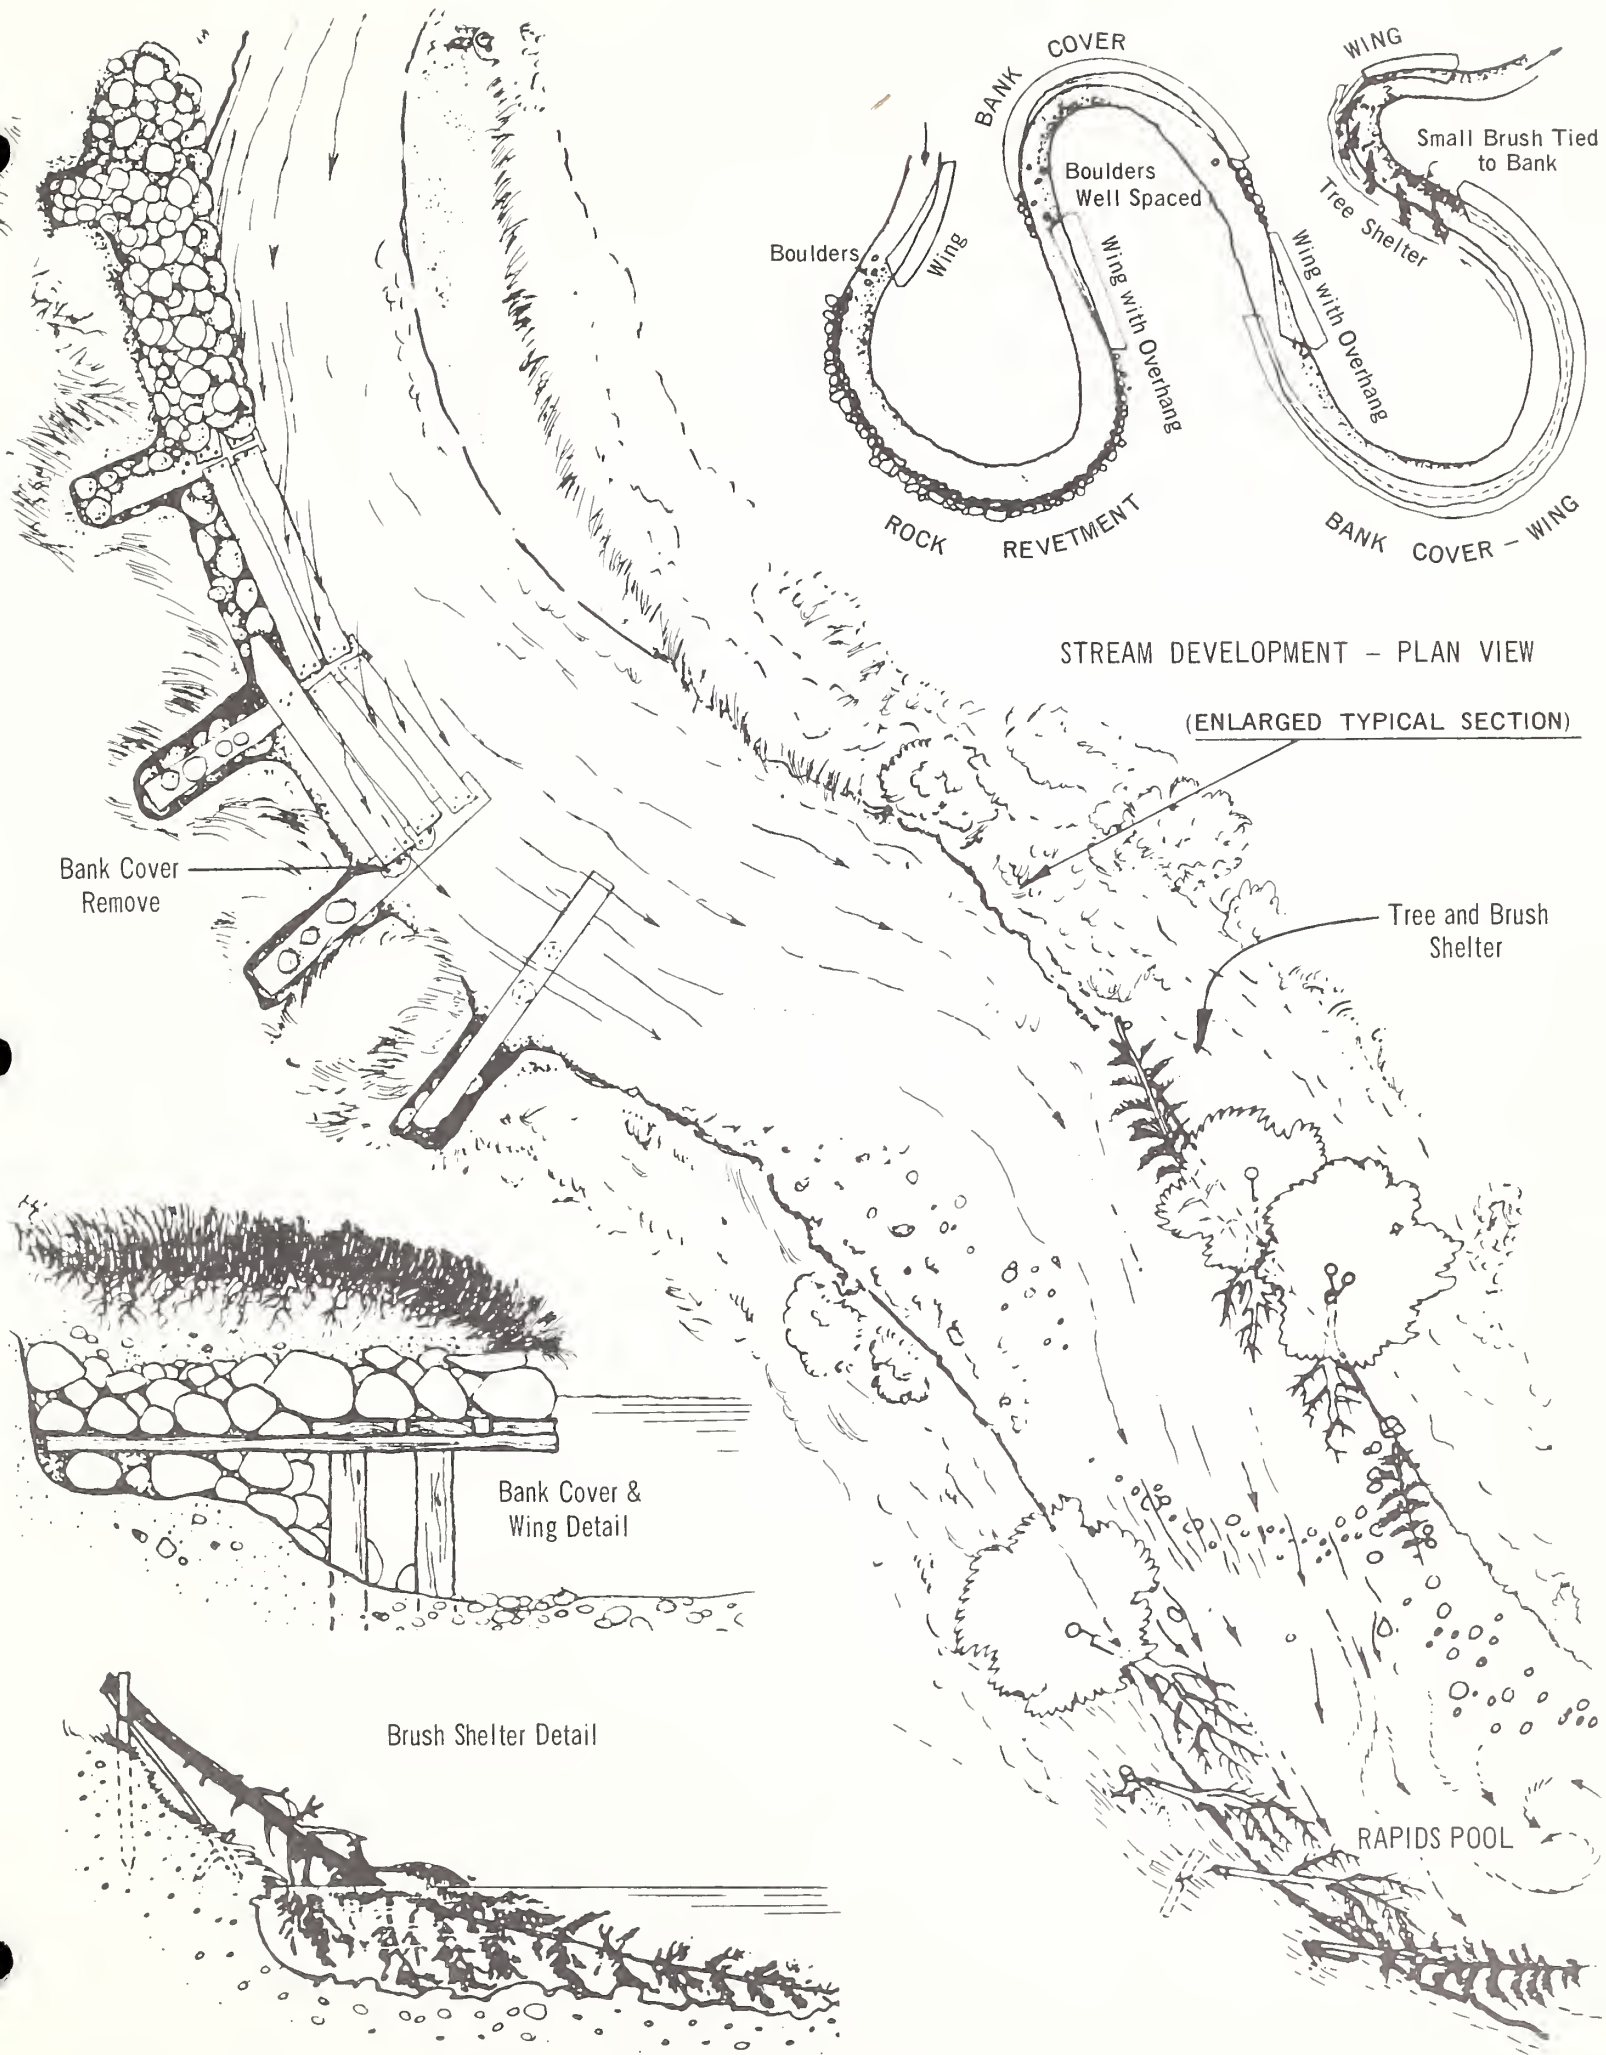 COVER
BANK
WING
Small Brush Tied
to Bank
Boulders
Well Spaced
Tree Shelter
Boulders
Wing
Wing with Overhang
Wing with Overhang
ROCK REVETMENT
BANK COVER - WING
STREAM DEVELOPMENT - PLAN VIEW
(ENLARGED TYPICAL SECTION)
Bank Cover
Remove
Tree and Brush
Shelter
Bank Cover &
Wing Detail
Brush Shelter Detail
RAPIDS POOL